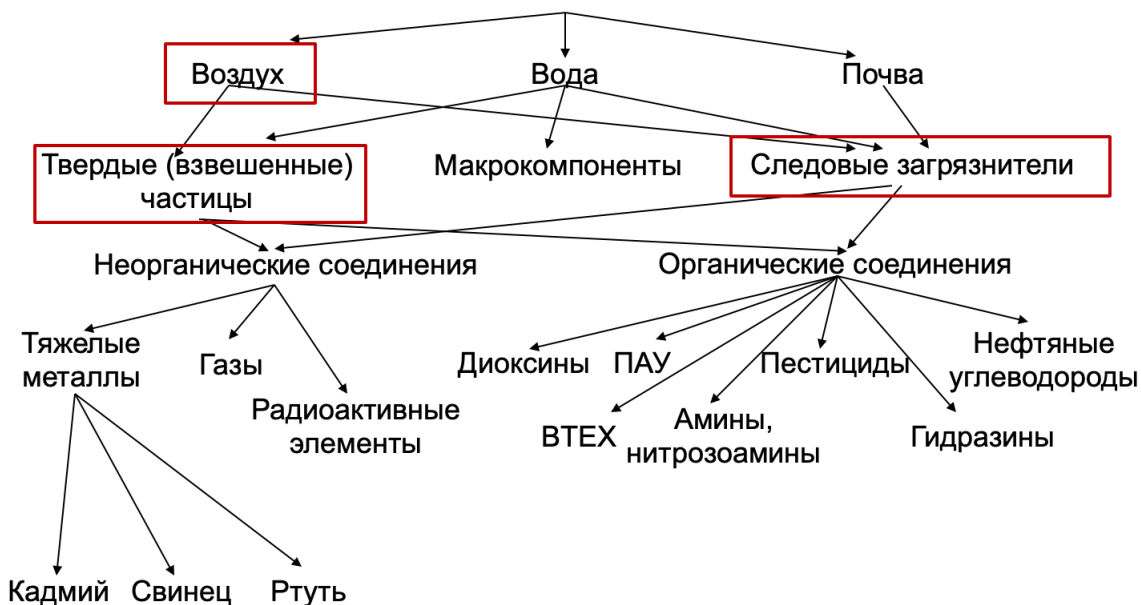 Воздух
Вода
Почва
Твердые (взвешенные)
частицы
Макрокомпоненты
Следовые загрязнители
Неорганические соединения
Органические соединения
Тяжелые
металлы
Газы
Радиоактивные
элементы
Диоксины
ПАУ
Пестициды
Нефтяные
углеводороды
BTEX
Амины,
нитрозоамины
Гидразины
Кадмий
Свинец
Ртуть